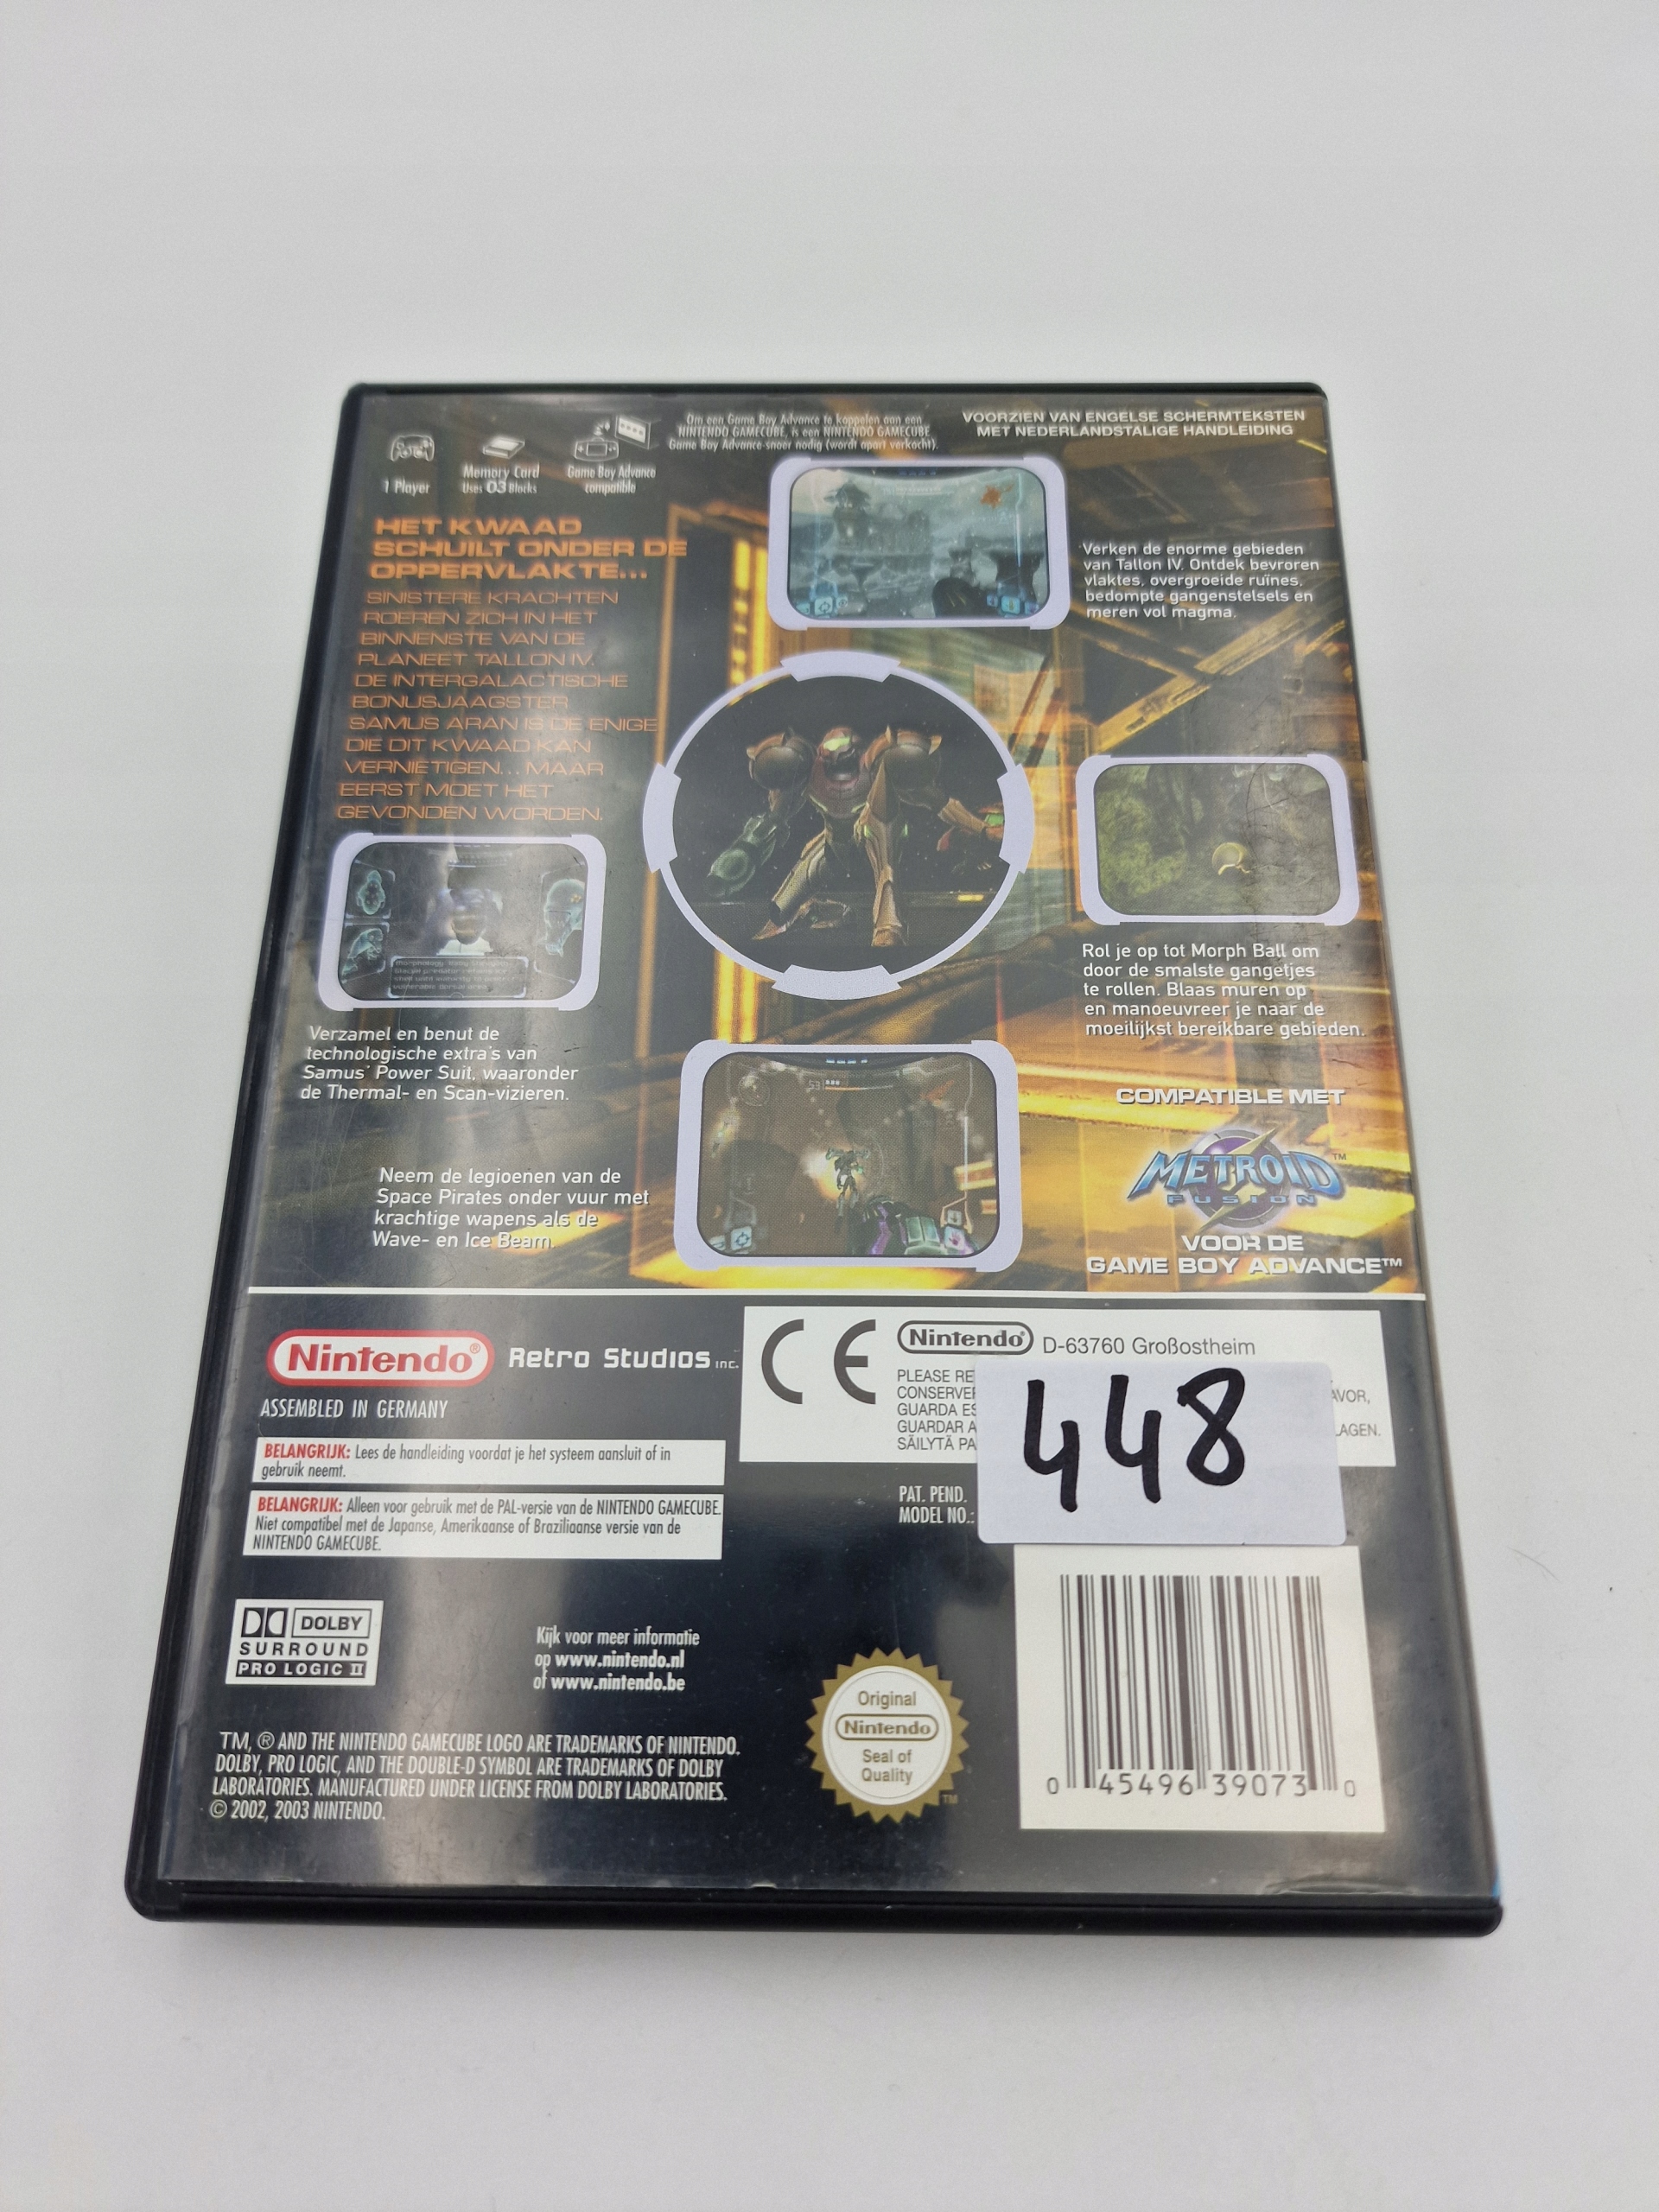 Om een Game Boy Advance te koppelen aan een
NINTENDO GAMECUBE, is een NINTENDO GAMECUBE
Game Boy Advance snoer nodig (wordt apart verkocht).
VOORZIEN VAN ENGELSE SCHERMTEKSTEN
MET NEDERLANDSTALIGE HANDLEIDING
1 Player
Memory Card
Uses 03 Blocks
Game Boy Advance
compatible
HET KWAAD
SCHUILT ONDER DE
OPPERVLAKTE...
SINISTERE KRACHTEN
ROEREN ZICH IN HET
BINNENSTE VAN DE
PLANEET TALLON IV.
DE INTERGALACTISCHE
BONUSJAAGSTER
SAMUS ARAN IS DE ENIGE
DIE DIT KWAAD KAN
VERNIETIGEN... MAAR
EERST MOET HET
GEVONDEN WORDEN.
Verken de enorme gebieden
van Tallon IV. Ontdek bevroren
vlaktes, overgroeide ruïnes,
bedompte gangenstelsels en
meren vol magma.
Rol je op tot Morph Ball om
door de smalste gangetjes
te rollen. Blaas muren op
en manoeuvreer je naar de
moeilijkst bereikbare gebieden.
Verzamel en benut de
technologische extra's van
Samus' Power Suit, waaronder
de Thermal- en Scan-vizieren.
Neem de legioenen van de
Space Pirates onder vuur met
krachtige wapens als de
Wave- en Ice Beam.
COMPATIBLE MET
METROID™
FUSION
VOOR DE
GAME BOY ADVANCE™
Nintendo®
Retro Studios INC.
ASSEMBLED IN GERMANY
BELANGRIJK: Lees de handleiding voordat je het systeem aansluit of in
gebruik neemt.
BELANGRIJK: Alleen voor gebruik met de PAL-versie van de NINTENDO GAMECUBE.
Niet compatibel met de Japanse, Amerikaanse of Braziliaanse versie van de
NINTENDO GAMECUBE.
CE
Nintendo®
D-63760 Großostheim
PLEASE RE
CONSERVER
AVOR,
GUARDA ES
GUARDAR A
LAGEN.
SÄILYTÄ PA
448
PAT. PEND.
MODEL NO.:
DOLBY
SURROUND
PRO LOGIC II
Kijk voor meer informatie
op www.nintendo.nl
of www.nintendo.be
Original
Nintendo
Seal of
Quality
TM
TM, ® AND THE NINTENDO GAMECUBE LOGO ARE TRADEMARKS OF NINTENDO.
DOLBY, PRO LOGIC, AND THE DOUBLE-D SYMBOL ARE TRADEMARKS OF DOLBY
LABORATORIES. MANUFACTURED UNDER LICENSE FROM DOLBY LABORATORIES.
© 2002, 2003 NINTENDO.
0 45496 39073 0